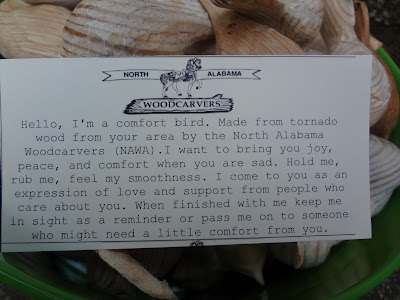 NORTH ALABAMA
WOODCARVERS
Hello, I'm a comfort bird. Made from tornado
wood from your area by the North Alabama
Woodcarvers (NAWA).I want to bring you joy,
peace, and comfort when you are sad. Hold me,
rub me, feel my smoothness. I come to you as an
expression of love and support from people who
care about you. When finished with me keep me
in sight as a reminder or pass me on to someone
who might need a little comfort from you.